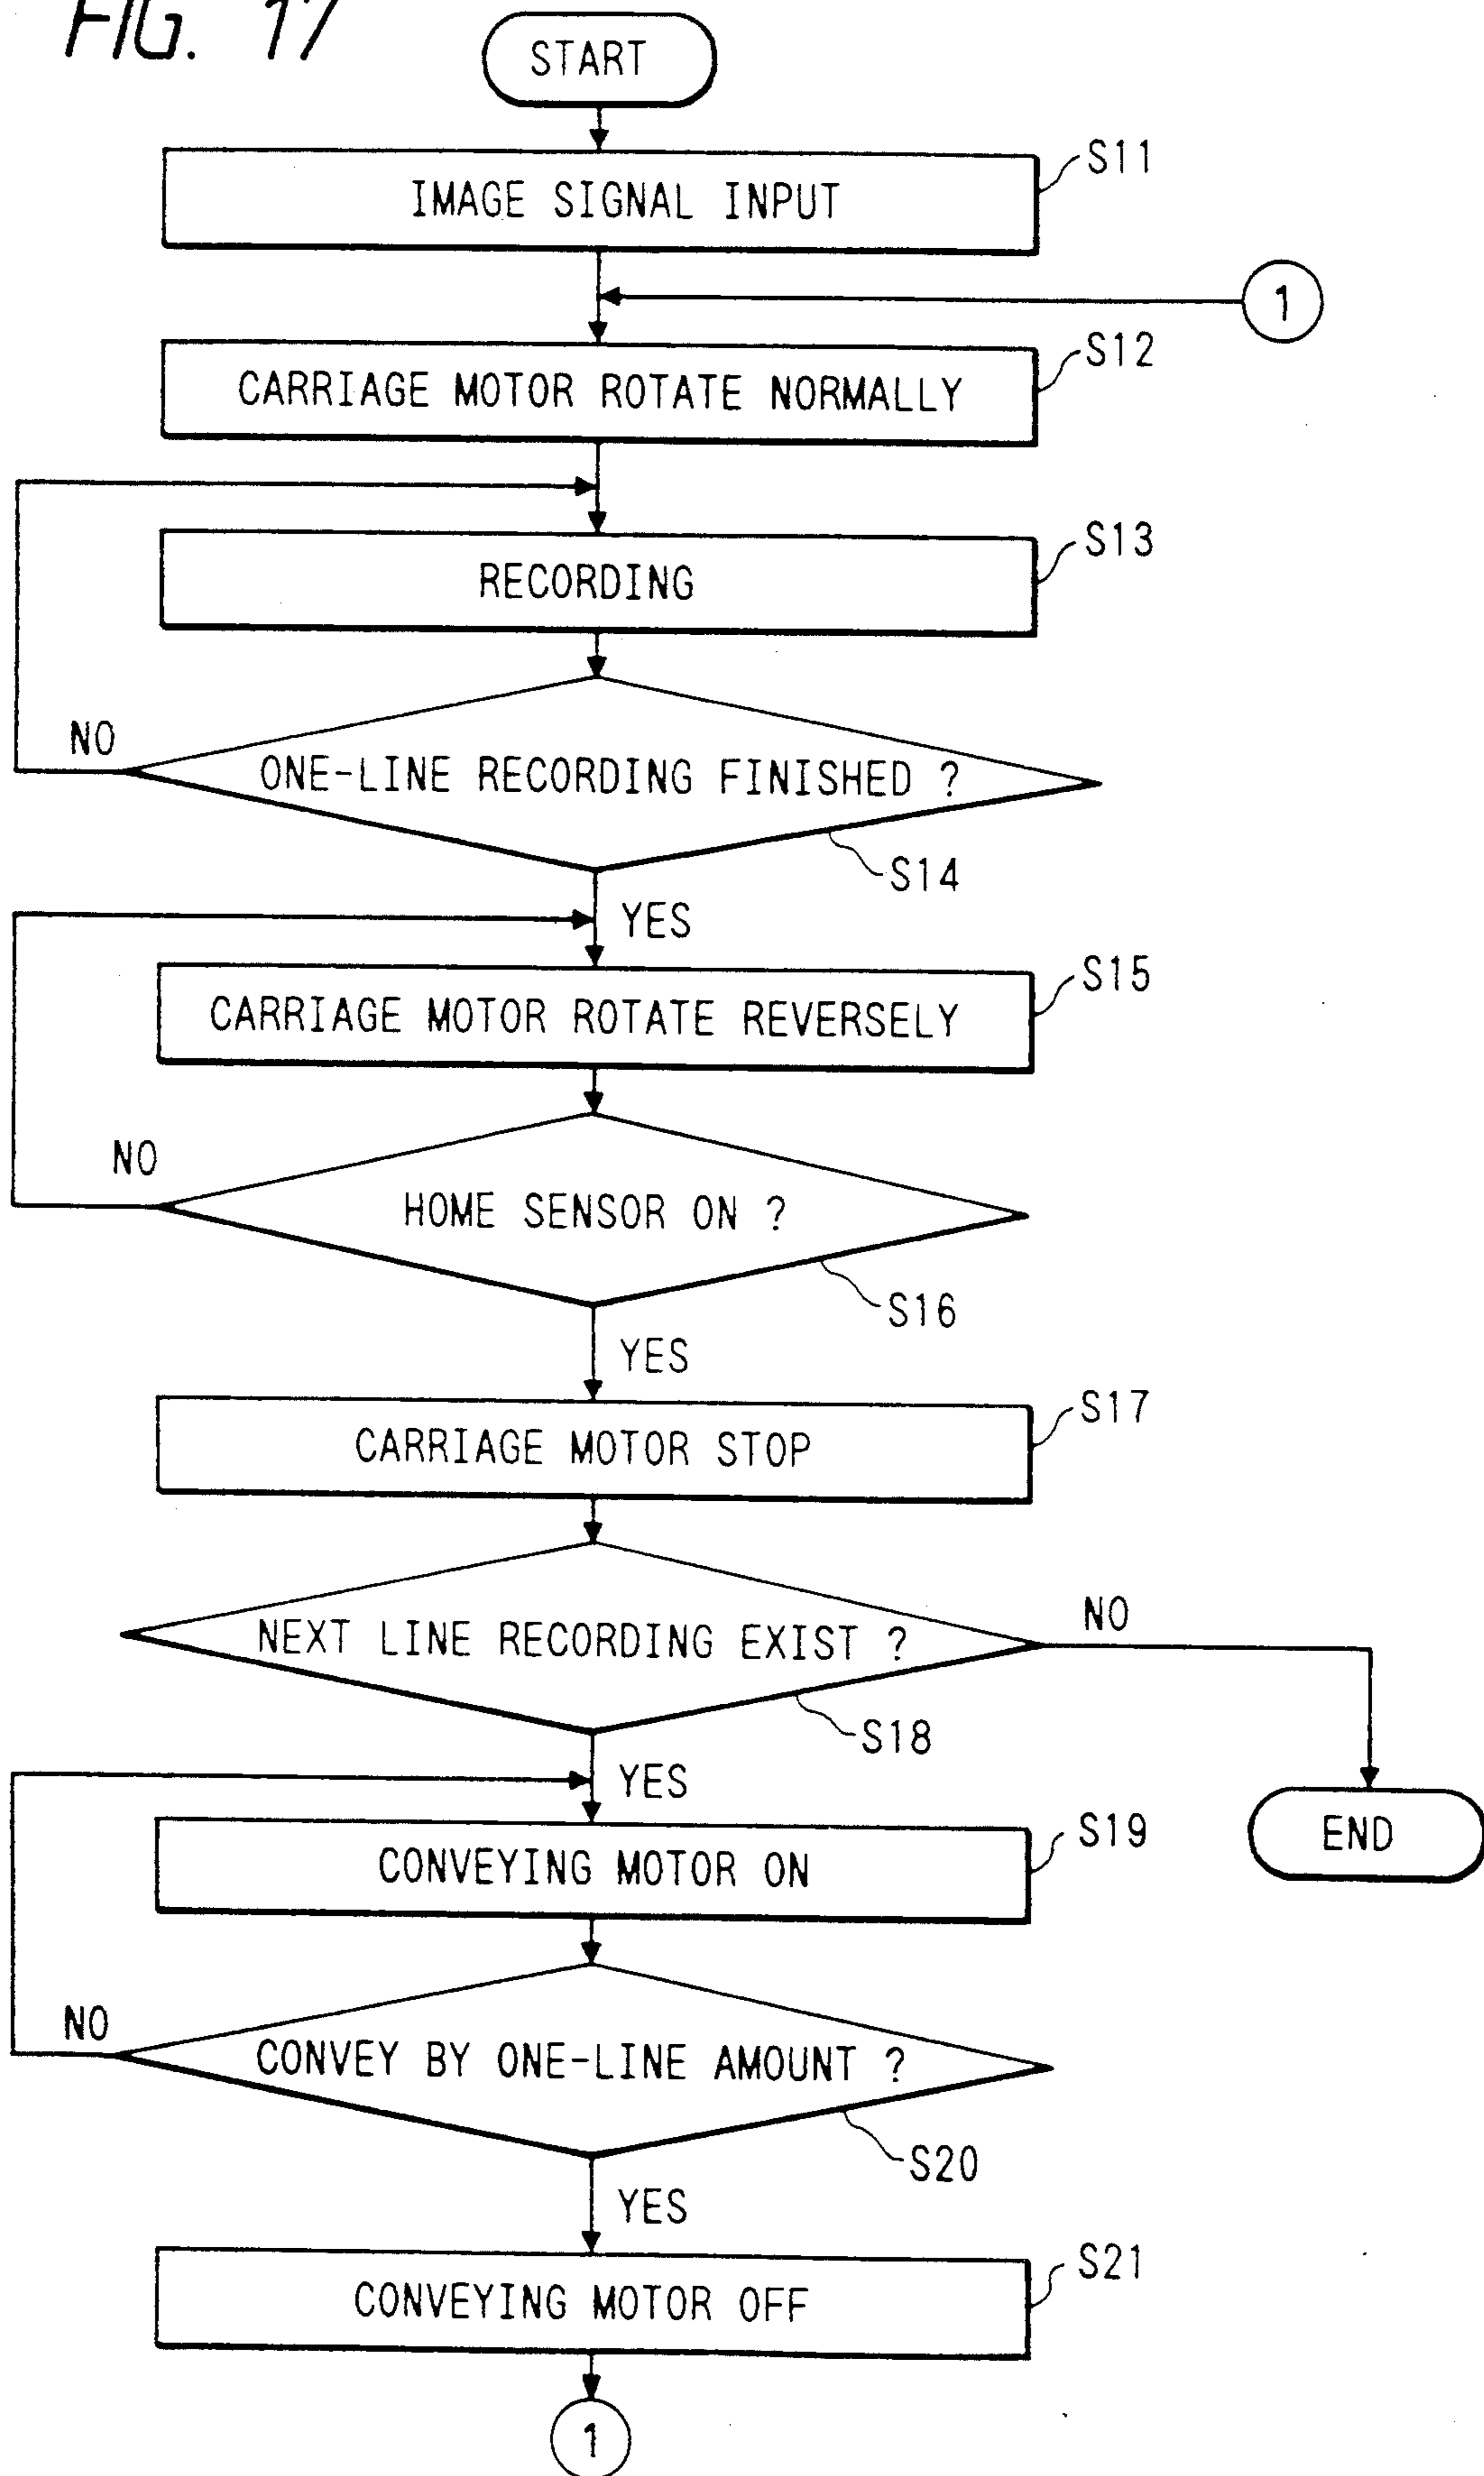 FIG. 17
START
IMAGE SIGNAL INPUT
S11
1
CARRIAGE MOTOR ROTATE NORMALLY
S12
RECORDING
S13
NO
ONE-LINE RECORDING FINISHED ?
S14
YES
CARRIAGE MOTOR ROTATE REVERSELY
S15
NO
HOME SENSOR ON ?
S16
YES
CARRIAGE MOTOR STOP
S17
NEXT LINE RECORDING EXIST ?
NO
S18
YES
CONVEYING MOTOR ON
S19
END
NO
CONVEY BY ONE-LINE AMOUNT ?
S20
YES
CONVEYING MOTOR OFF
S21
1